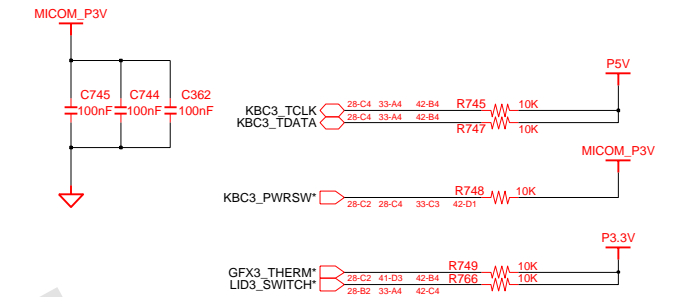 MICOM_P3V
C745 C744 C362
100nF 100nF 100nF
P5V
KBC3_TCLK 28-C4 33-A4 42-B4 R745 10K
KBC3_TDATA 28-C4 33-A4 42-B4 R747 10K
MICOM_P3V
KBC3_PWRSW* 28-C2 28-C4 33-C3 42-D1 R748 10K
P3.3V
GFX3_THERM* 28-C2 41-D3 42-B4 R749 10K
LID3_SWITCH* 28-B2 33-A4 42-C4 R766 10K